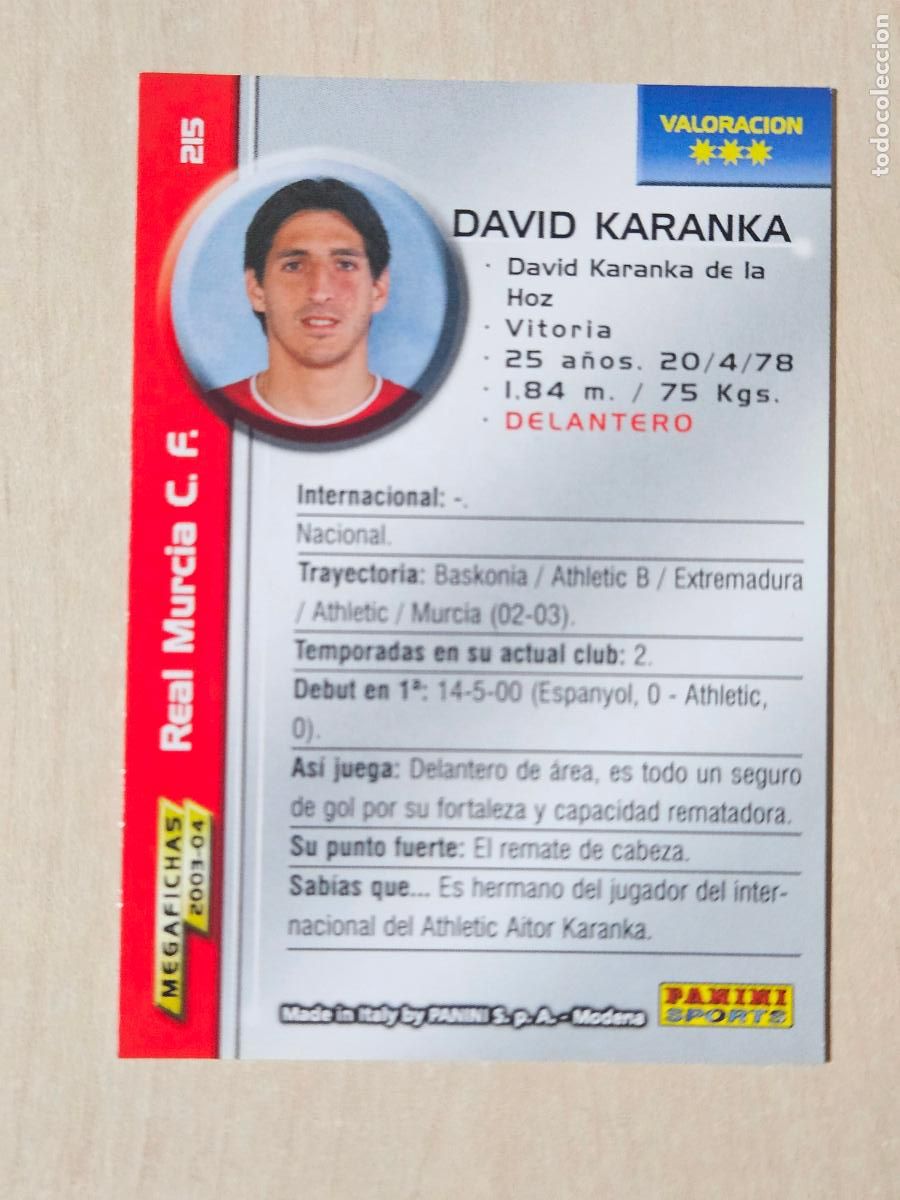 215
VALORACION
DAVID KARANKA
· David Karanka de la
Hoz
· Vitoria
· 25 años. 20/4/78
· 1.84 m. / 75 Kgs.
· DELANTERO
Real Murcia C. F.
MEGAFICHAS
2003-04
Internacional: -.
Nacional.
Trayectoria: Baskonia / Athletic B / Extremadura
/ Athletic / Murcia (02-03).
Temporadas en su actual club: 2.
Debut en 1ª: 14-5-00 (Espanyol, 0 - Athletic,
0).
Así juega: Delantero de área, es todo un seguro
de gol por su fortaleza y capacidad rematadora.
Su punto fuerte: El remate de cabeza.
Sabías que... Es hermano del jugador del inter-
nacional del Athletic Aitor Karanka.
Made in Italy by PANINI S. p. A. - Modena
PANINI
SPORTS
todocoleccion